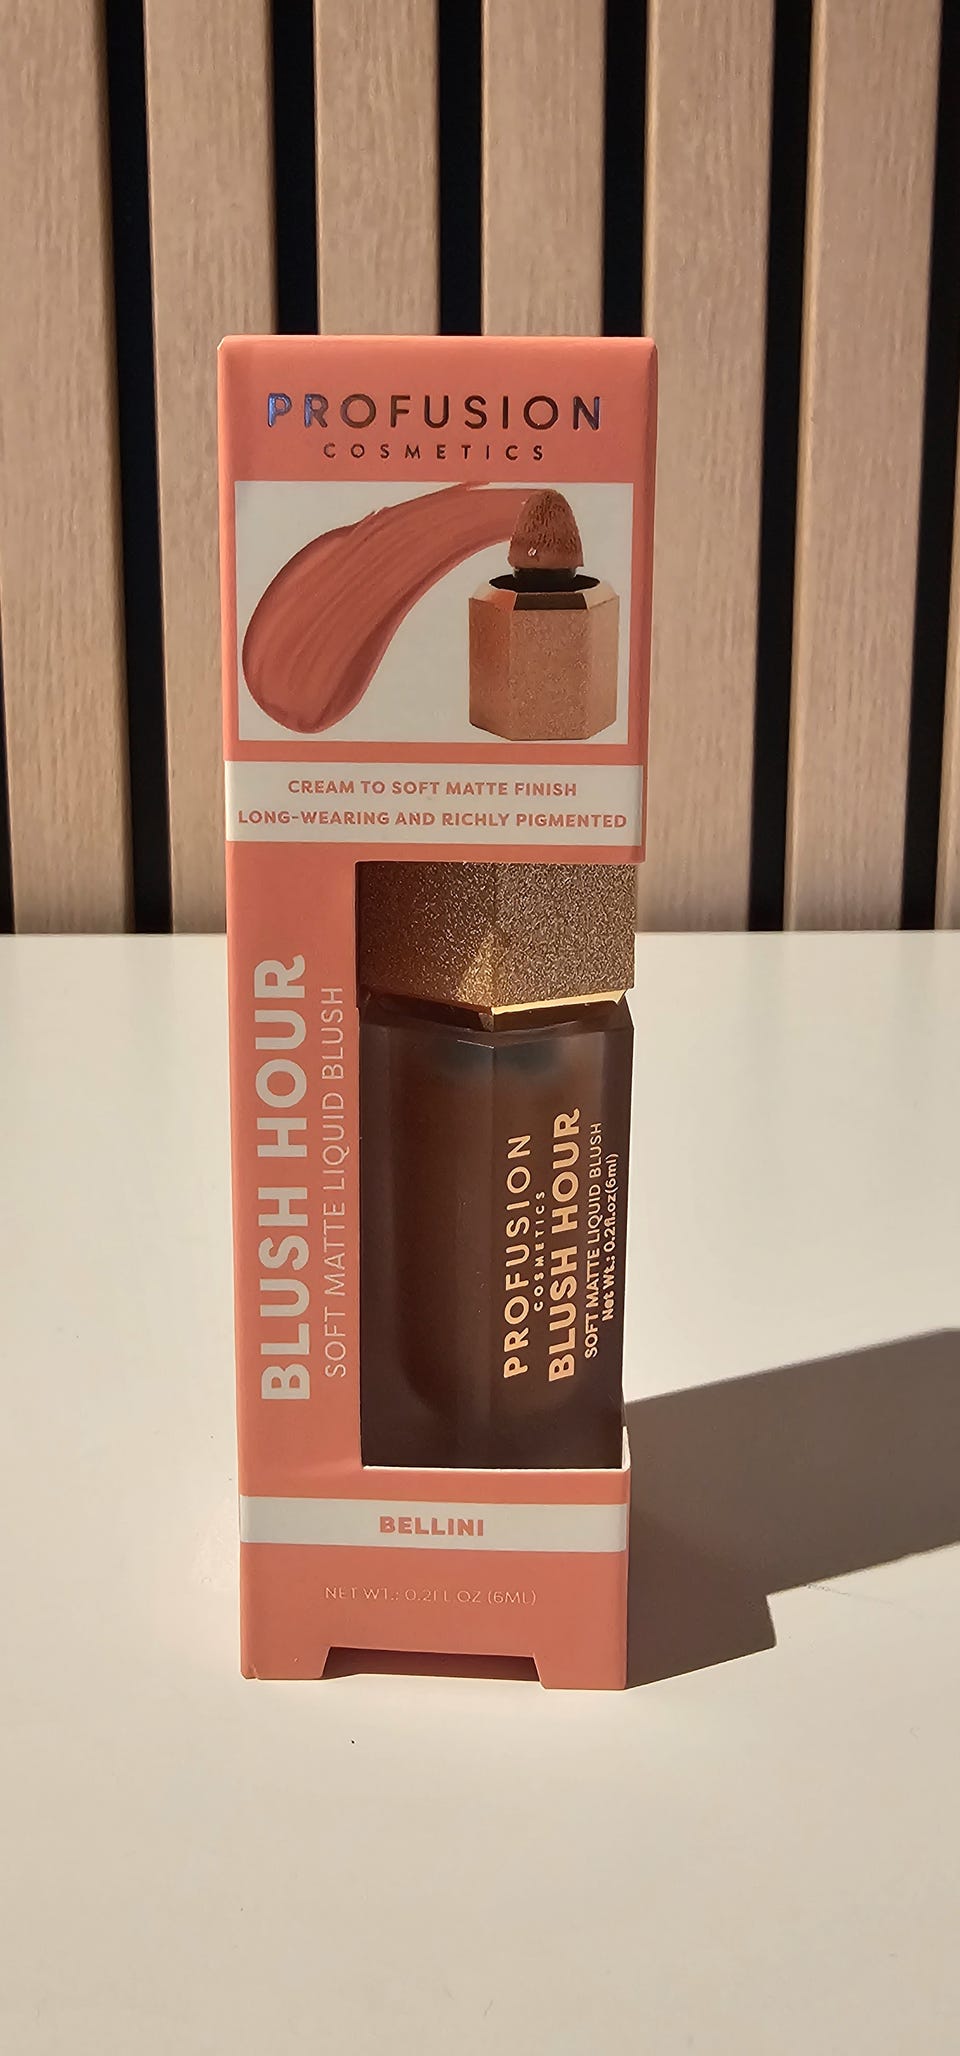 PROFUSION
COSMETICS
CREAM TO SOFT MATTE FINISH
LONG-WEARING AND RICHLY PIGMENTED
BLUSH HOUR
SOFT MATTE LIQUID BLUSH
PROFUSION
COSMETICS
BLUSH HOUR
SOFT MATTE LIQUID BLUSH
Net Wt.: 0.2fl.oz(6ml)
BELLINI
NET WT.: 0.2FL OZ (6ML)